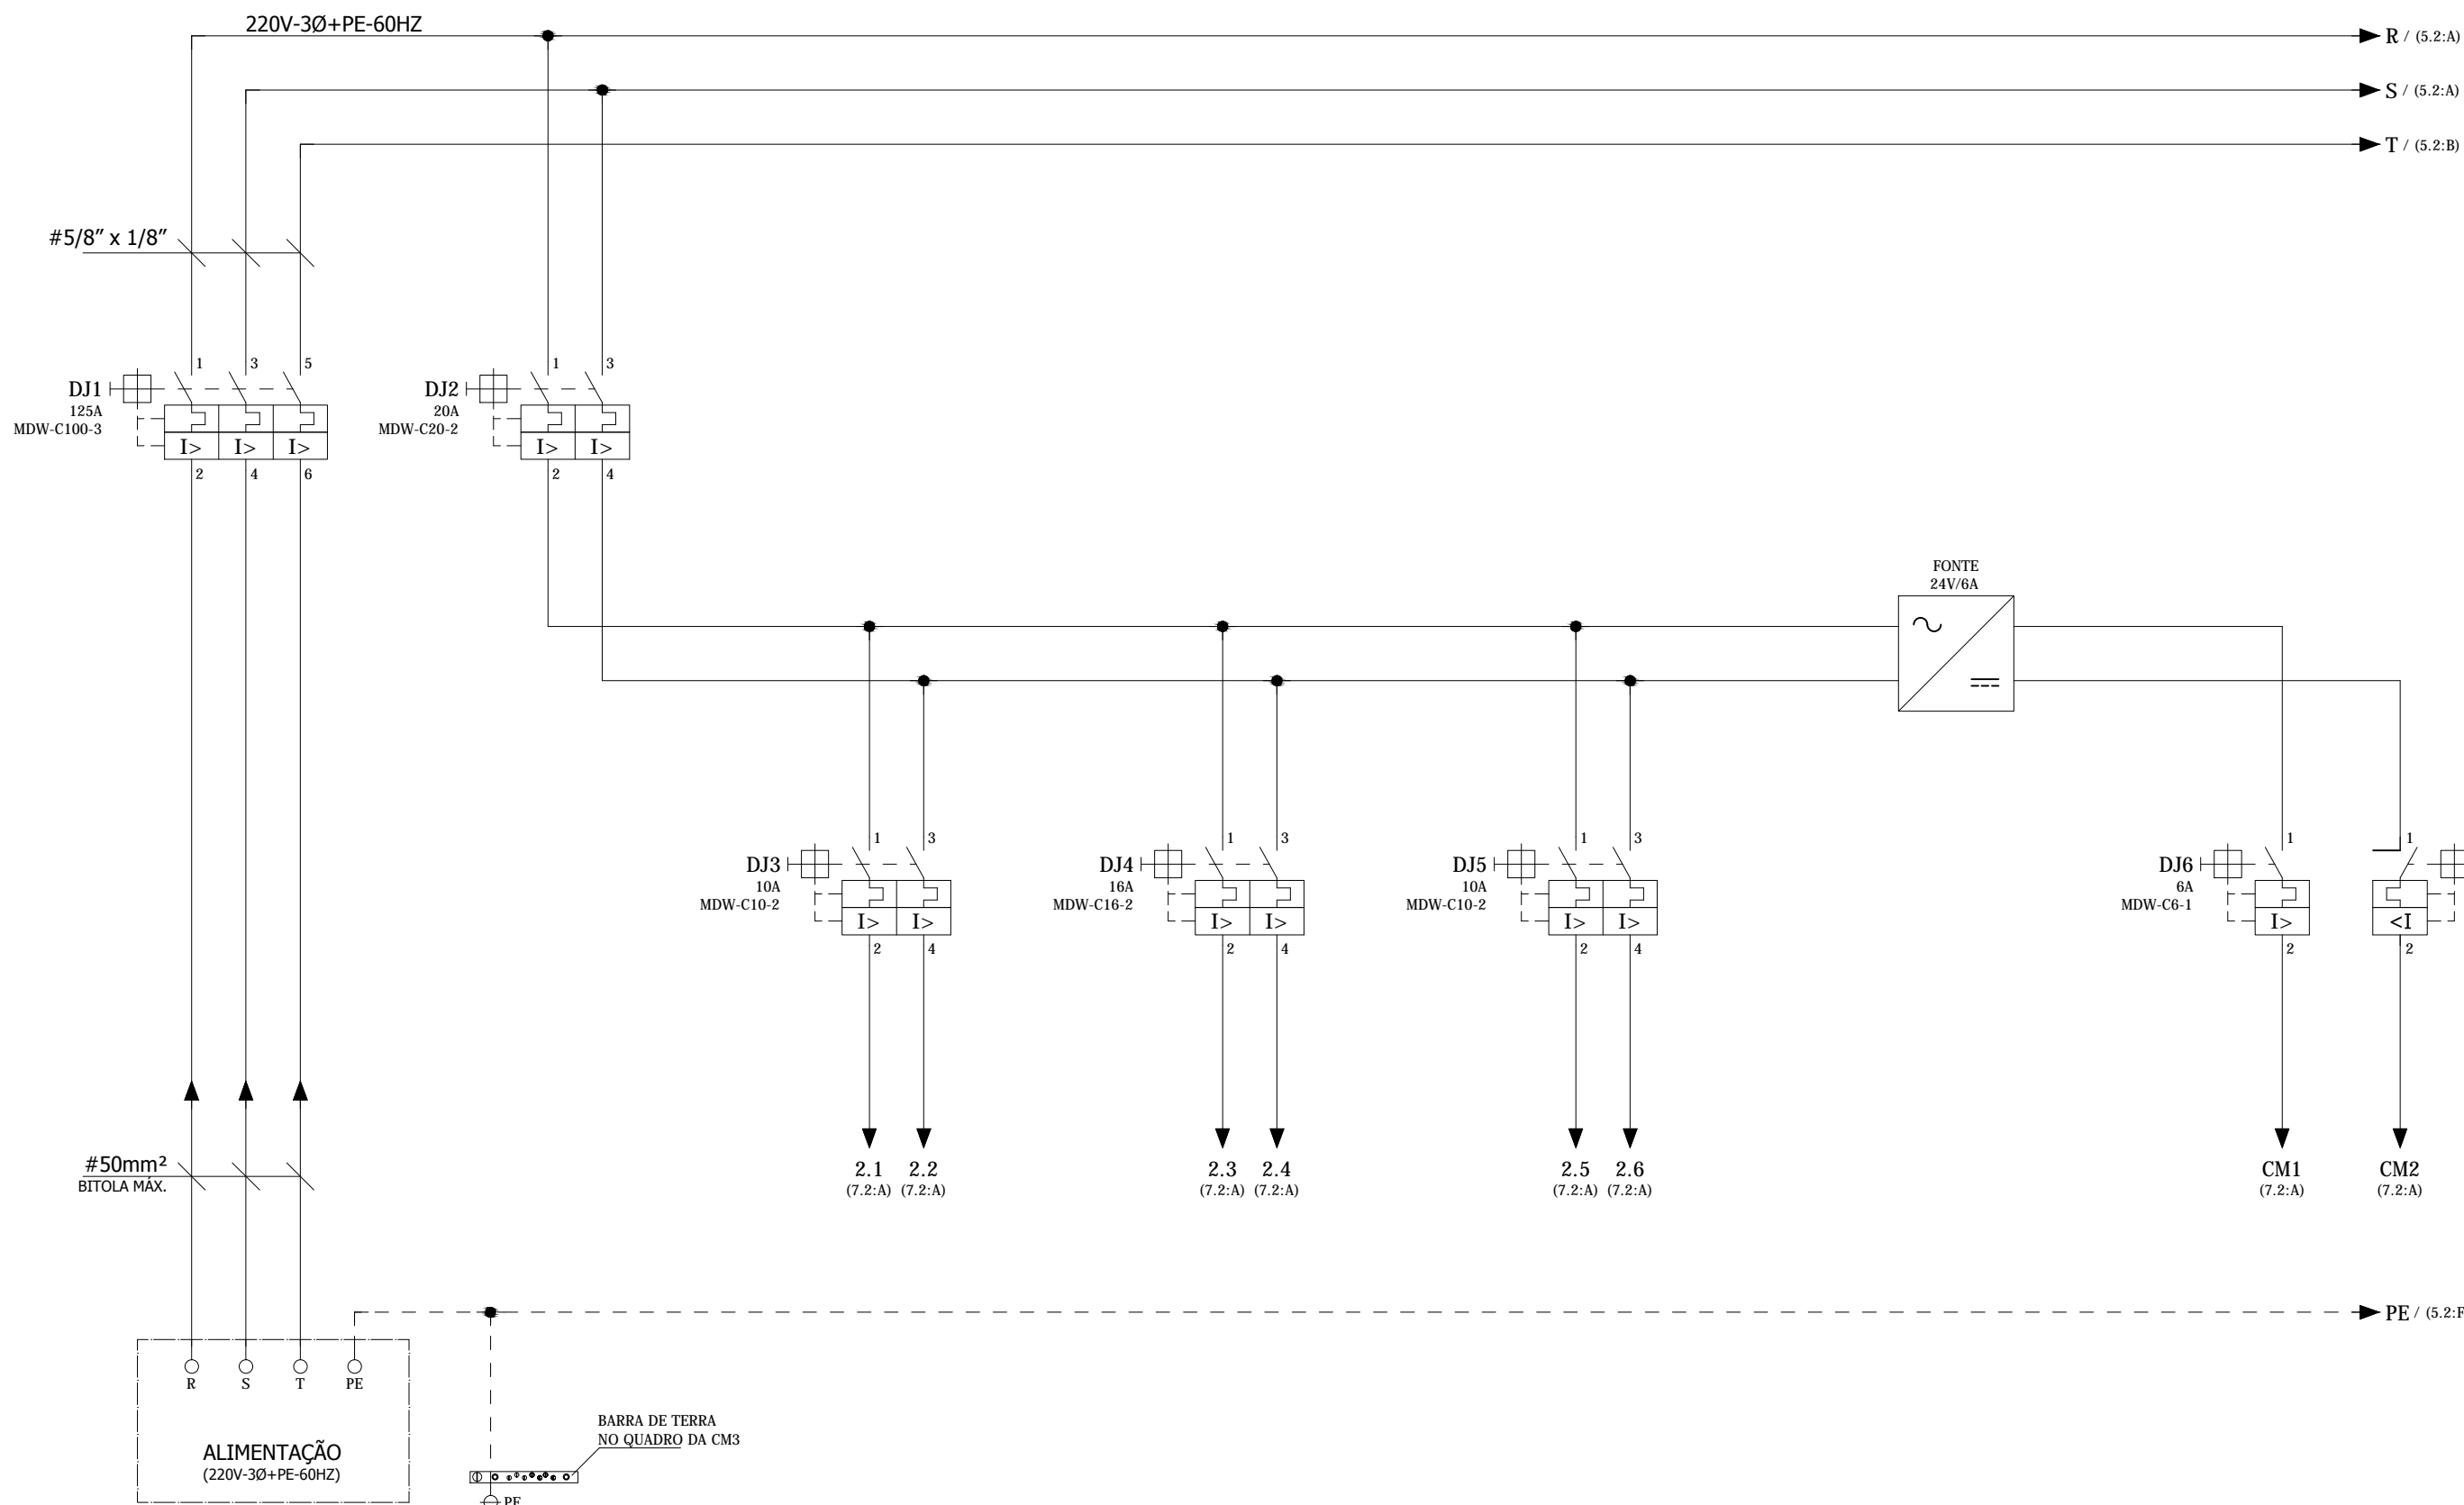 220V-3Ø+PE-60HZ
R / (5.2:A)
S / (5.2:A)
T / (5.2:B)
#5/8" x 1/8"
1 3 5
DJ1
125A
MDW-C100-3
I> I> I>
2 4 6
1 3
DJ2
20A
MDW-C20-2
I> I>
2 4
FONTE
24V/6A
1 3
DJ3
10A
MDW-C10-2
I> I>
2 4
1 3
DJ4
16A
MDW-C16-2
I> I>
2 4
1 3
DJ5
10A
MDW-C10-2
I> I>
2 4
1
DJ6
6A
MDW-C6-1
I>
2
1
<I
2
#50mm²
BITOLA MÁX.
2.1 2.2
(7.2:A) (7.2:A)
2.3 2.4
(7.2:A) (7.2:A)
2.5 2.6
(7.2:A) (7.2:A)
CM1
(7.2:A)
CM2
(7.2:A)
PE / (5.2:F
R S T PE
ALIMENTAÇÃO
(220V-3Ø+PE-60HZ)
BARRA DE TERRA
NO QUADRO DA CM3
PE